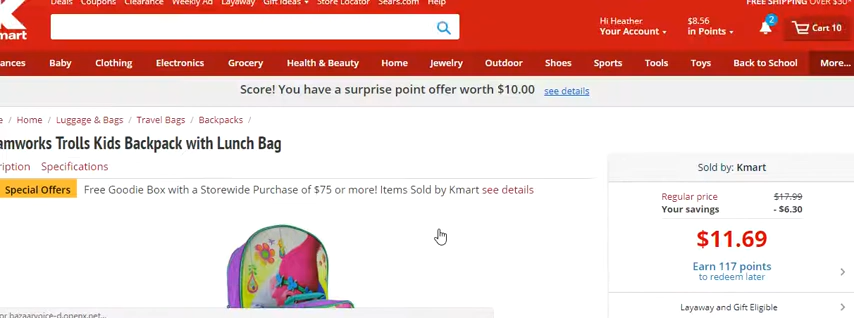 Deals Coupons Clearance Weekly Ad Layaway Gift Ideas Store Locator Sears.com Help FREE SHIPPING OVER $30*
K
mart
Hi Heather
Your Account
$8.56
in Points
2
Cart 10
ances Baby Clothing Electronics Grocery Health & Beauty Home Jewelry Outdoor Shoes Sports Tools Toys Back to School More...
Score! You have a surprise point offer worth $10.00 see details
e / Home / Luggage & Bags / Travel Bags / Backpacks /
amworks Trolls Kids Backpack with Lunch Bag
ription Specifications
Special Offers Free Goodie Box with a Storewide Purchase of $75 or more! Items Sold by Kmart see details
Sold by: Kmart
Regular price $17.99
Your savings - $6.30
$11.69
Earn 117 points
to redeem later
Layaway and Gift Eligible